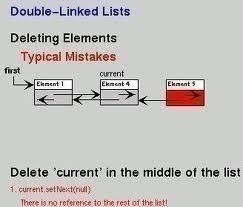 Double-Linked Lists
Deleting Elements
Typical Mistakes
current
first
Element 1
Element 4
Element 5
Delete 'current' in the middle of the list
1. current.setNext(null)
There is no reference to the rest of the list!